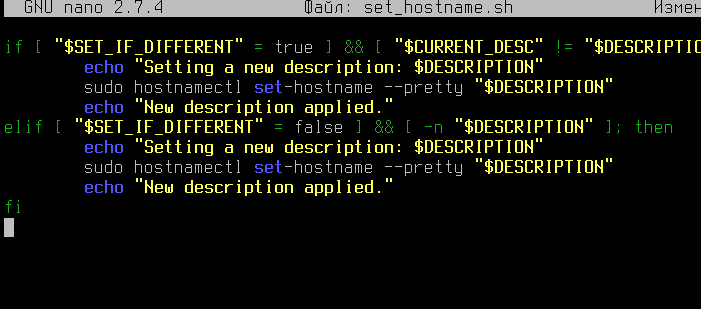 GNU nano 2.7.4 Файл: set_hostname.sh Измен
if [ "$SET_IF_DIFFERENT" = true ] && [ "$CURRENT_DESC" != "$DESCRIPTIO
echo "Setting a new description: $DESCRIPTION"
sudo hostnamectl set-hostname --pretty "$DESCRIPTION"
echo "New description applied."
elif [ "$SET_IF_DIFFERENT" = false ] && [ -n "$DESCRIPTION" ]; then
echo "Setting a new description: $DESCRIPTION"
sudo hostnamectl set-hostname --pretty "$DESCRIPTION"
echo "New description applied."
fi